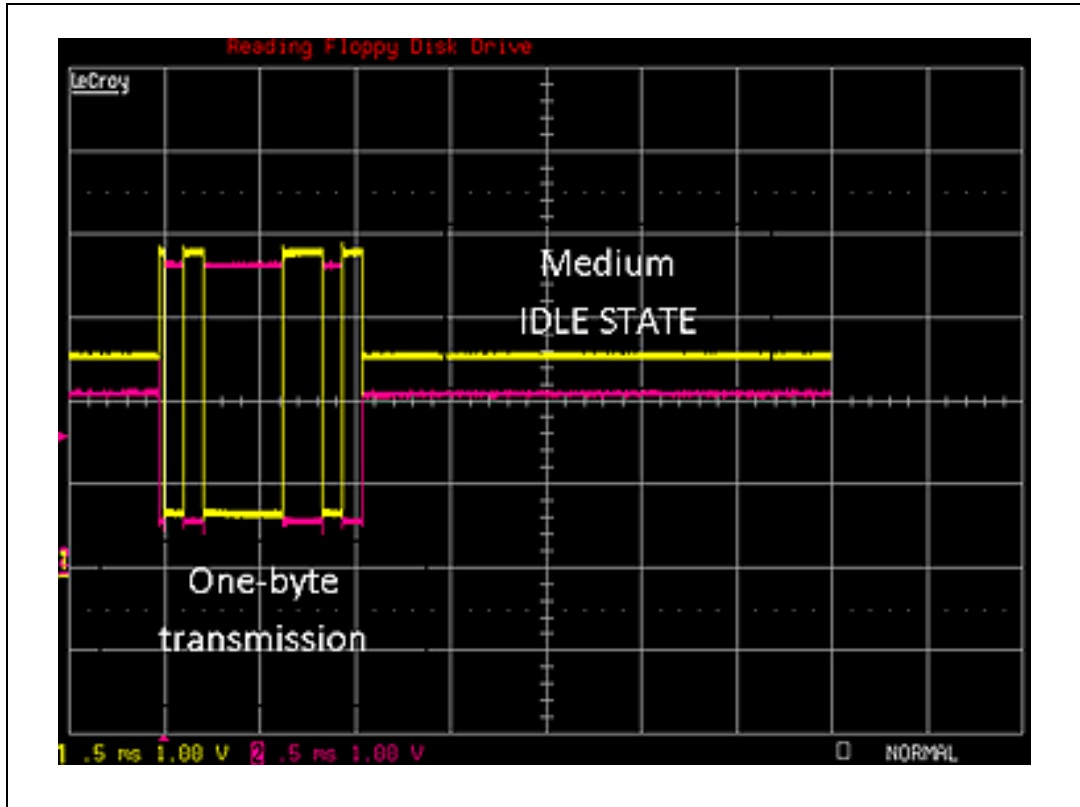 Reading Floppy Disk Drive
LeCroy
Medium
IDLE STATE
1
One-byte
transmission
1 .5 ms 1.00 V 2 .5 ms 1.00 V
NORMAL